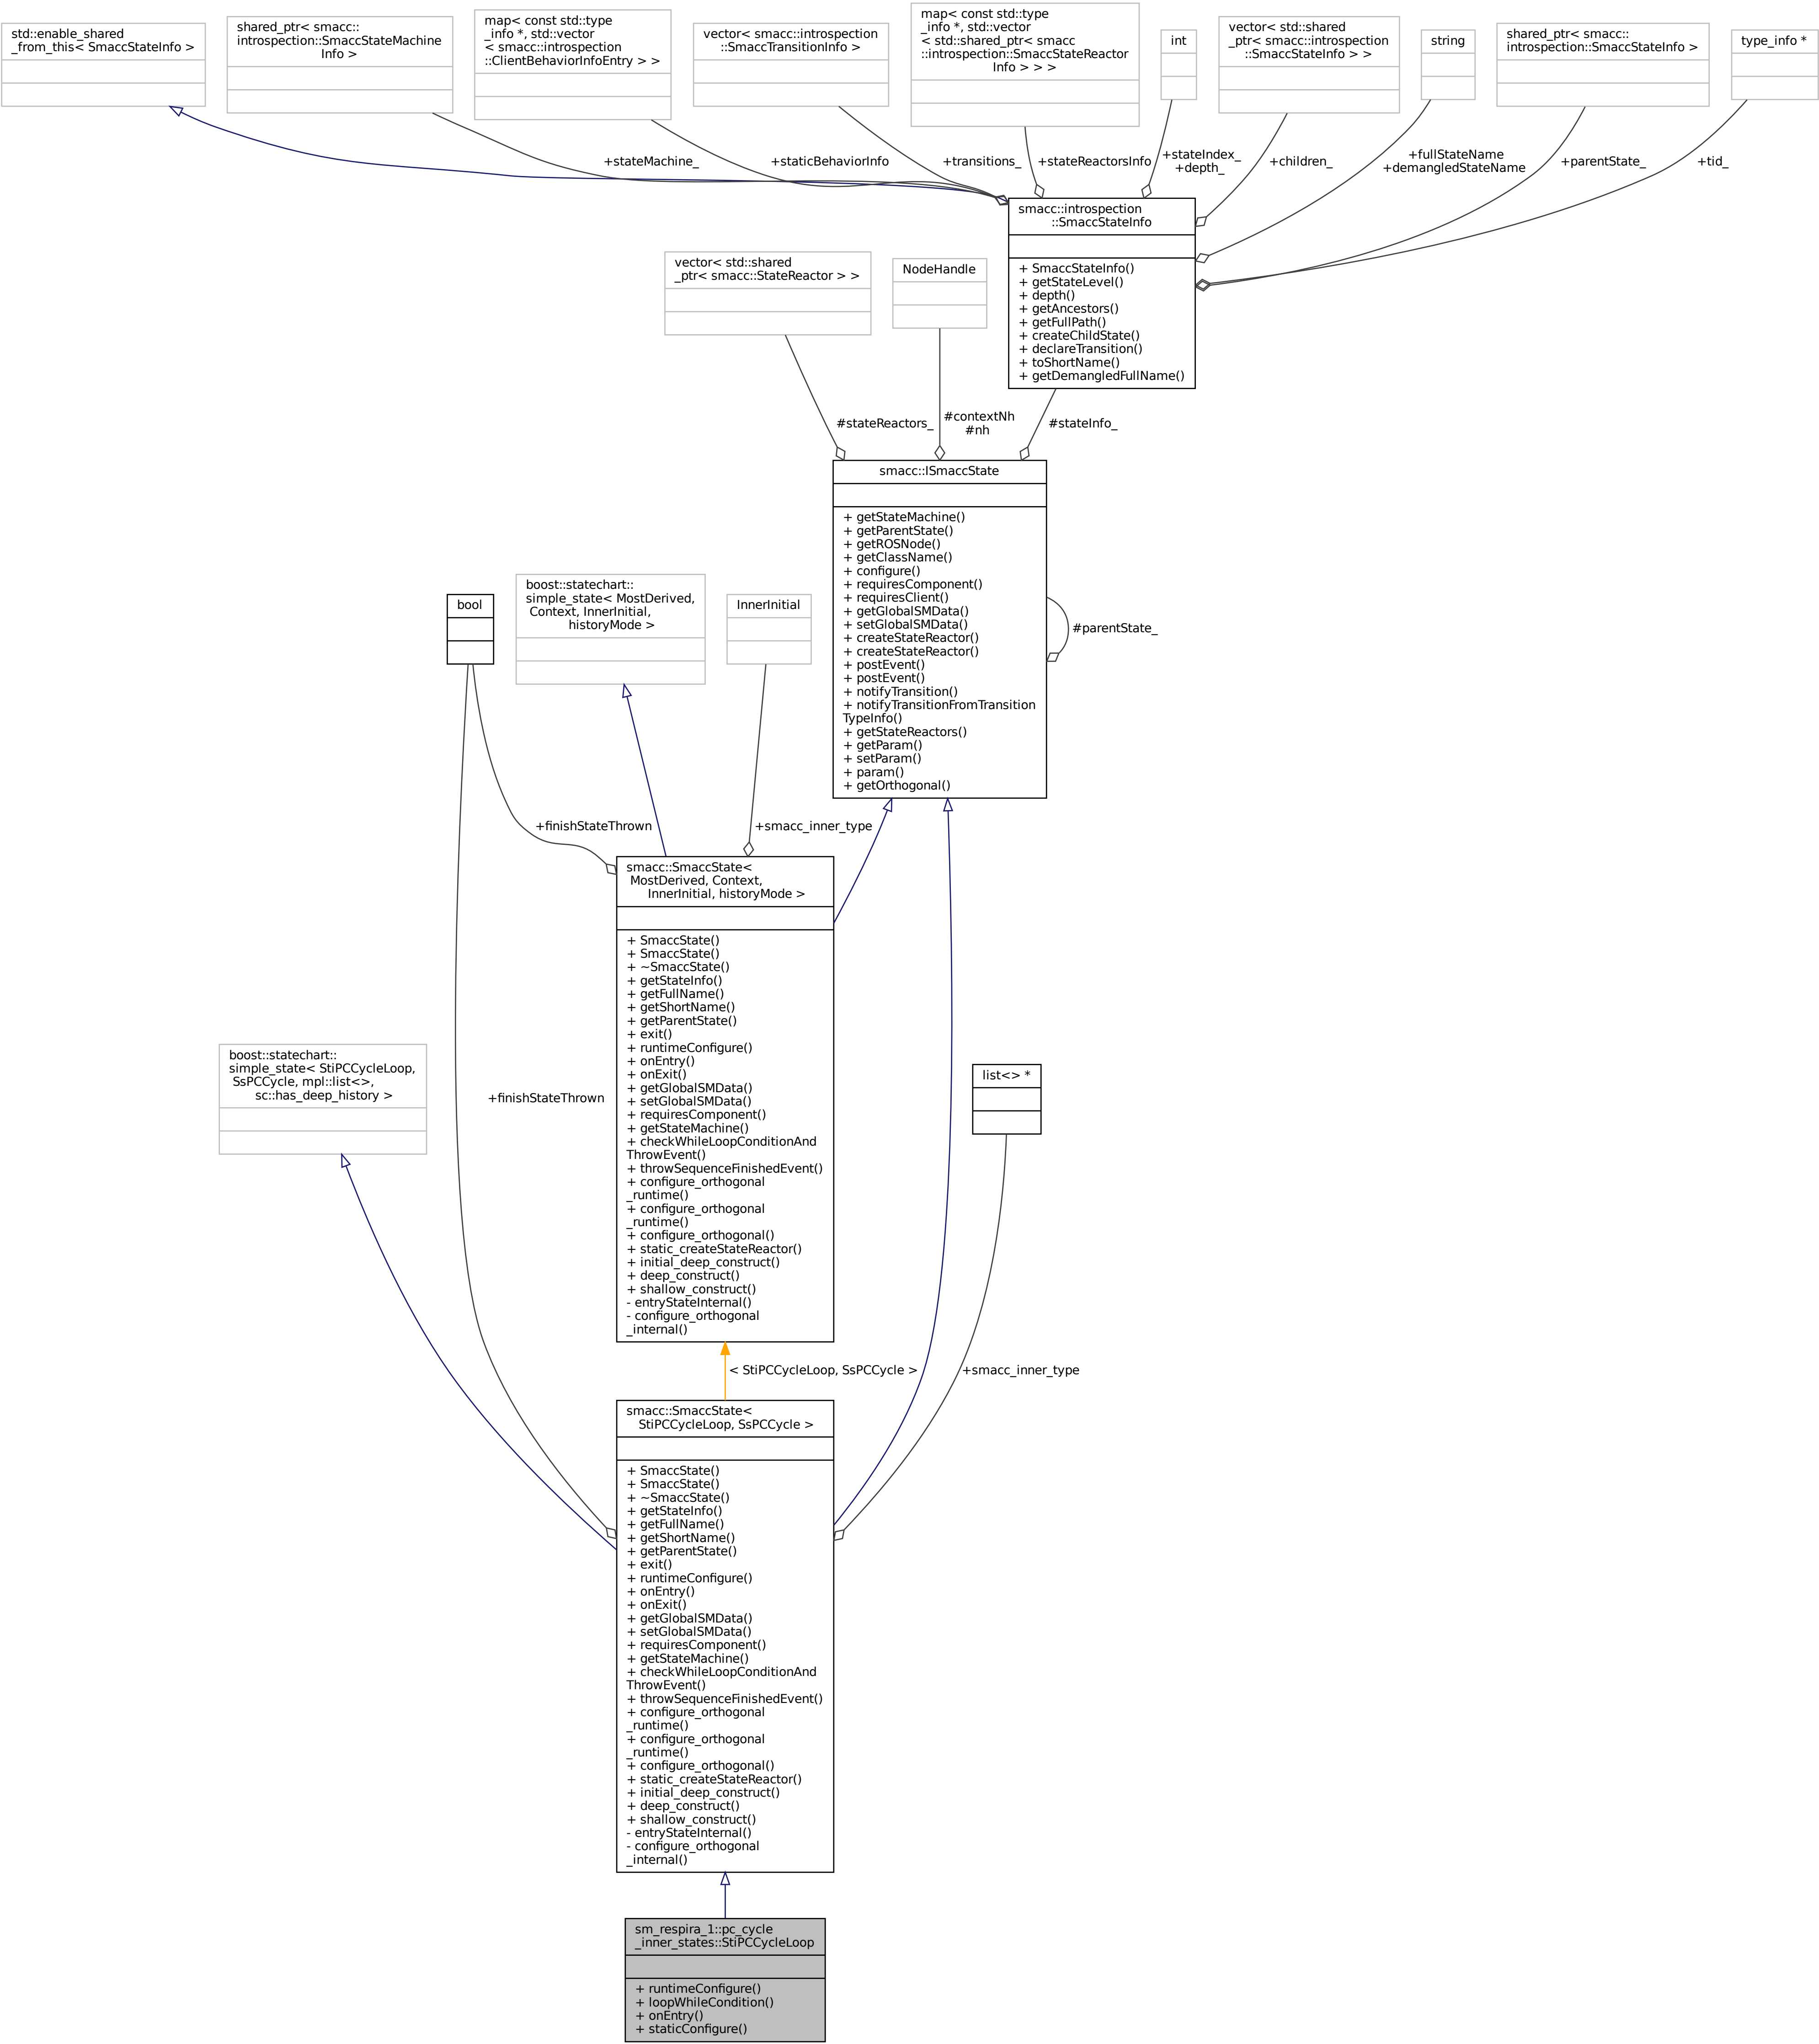 std::enable_shared
_from_this< SmaccStateInfo >
shared_ptr< smacc::
introspection::SmaccStateMachine
Info >
map< const std::type
_info *, std::vector
< smacc::introspection
::ClientBehaviorInfoEntry > >
vector< smacc::introspection
::SmaccTransitionInfo >
map< const std::type
_info *, std::vector
< std::shared_ptr< smacc
::introspection::SmaccStateReactor
Info > > >
int
vector< std::shared
_ptr< smacc::introspection
::SmaccStateInfo > >
string
shared_ptr< smacc::
introspection::SmaccStateInfo >
type_info *
+stateMachine_
+staticBehaviorInfo
+transitions_
+stateReactorsInfo
+stateIndex_
+depth_
+children_
+fullStateName
+demangledStateName
+parentState_
+tid_
smacc::introspection
::SmaccStateInfo
+ SmaccStateInfo()
+ getStateLevel()
+ depth()
+ getAncestors()
+ getFullPath()
+ createChildState()
+ declareTransition()
+ toShortName()
+ getDemangledFullName()
vector< std::shared
_ptr< smacc::StateReactor > >
NodeHandle
#stateReactors_
#contextNh
#nh
#stateInfo_
smacc::ISmaccState
+ getStateMachine()
+ getParentState()
+ getROSNode()
+ getClassName()
+ configure()
+ requiresComponent()
+ requiresClient()
+ getGlobalSMData()
+ setGlobalSMData()
+ createStateReactor()
+ createStateReactor()
+ postEvent()
+ postEvent()
+ notifyTransition()
+ notifyTransitionFromTransition
TypeInfo()
+ getStateReactors()
+ getParam()
+ setParam()
+ param()
+ getOrthogonal()
#parentState_
bool
boost::statechart::
simple_state< MostDerived,
Context, InnerInitial,
historyMode >
InnerInitial
+finishStateThrown
+smacc_inner_type
smacc::SmaccState<
MostDerived, Context,
InnerInitial, historyMode >
+ SmaccState()
+ SmaccState()
+ ~SmaccState()
+ getStateInfo()
+ getFullName()
+ getShortName()
+ getParentState()
+ exit()
+ runtimeConfigure()
+ onEntry()
+ onExit()
+ getGlobalSMData()
+ setGlobalSMData()
+ requiresComponent()
+ getStateMachine()
+ checkWhileLoopConditionAnd
ThrowEvent()
+ throwSequenceFinishedEvent()
+ configure_orthogonal
_runtime()
+ configure_orthogonal
_runtime()
+ configure_orthogonal()
+ static_createStateReactor()
+ initial_deep_construct()
+ deep_construct()
+ shallow_construct()
- entryStateInternal()
- configure_orthogonal
_internal()
boost::statechart::
simple_state< StiPCCycleLoop,
SsPCCycle, mpl::list<>,
sc::has_deep_history >
+finishStateThrown
list<> *
< StiPCCycleLoop, SsPCCycle >
+smacc_inner_type
smacc::SmaccState<
StiPCCycleLoop, SsPCCycle >
+ SmaccState()
+ SmaccState()
+ ~SmaccState()
+ getStateInfo()
+ getFullName()
+ getShortName()
+ getParentState()
+ exit()
+ runtimeConfigure()
+ onEntry()
+ onExit()
+ getGlobalSMData()
+ setGlobalSMData()
+ requiresComponent()
+ getStateMachine()
+ checkWhileLoopConditionAnd
ThrowEvent()
+ throwSequenceFinishedEvent()
+ configure_orthogonal
_runtime()
+ configure_orthogonal
_runtime()
+ configure_orthogonal()
+ static_createStateReactor()
+ initial_deep_construct()
+ deep_construct()
+ shallow_construct()
- entryStateInternal()
- configure_orthogonal
_internal()
sm_respira_1::pc_cycle
_inner_states::StiPCCycleLoop
+ runtimeConfigure()
+ loopWhileCondition()
+ onEntry()
+ staticConfigure()